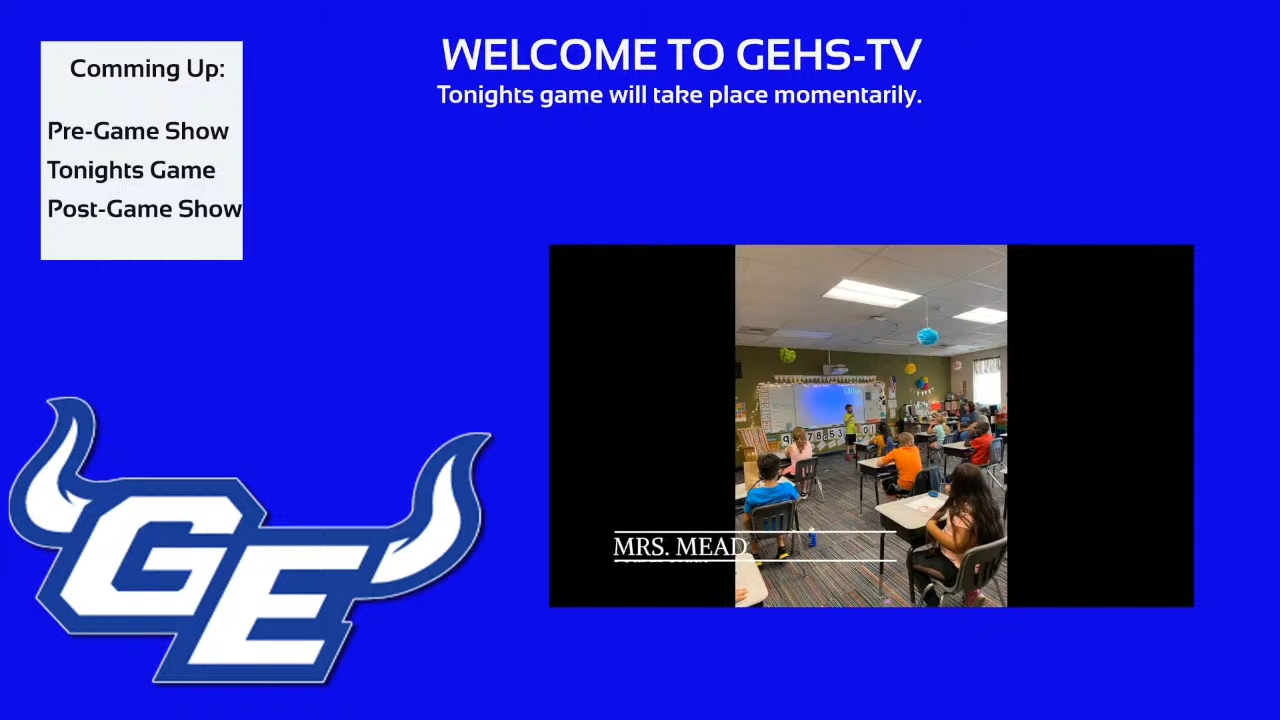 WELCOME TO GEHS-TV
Tonights game will take place momentarily.
Comming Up:
Pre-Game Show
Tonights Game
Post-Game Show
MRS. MEAD
GE